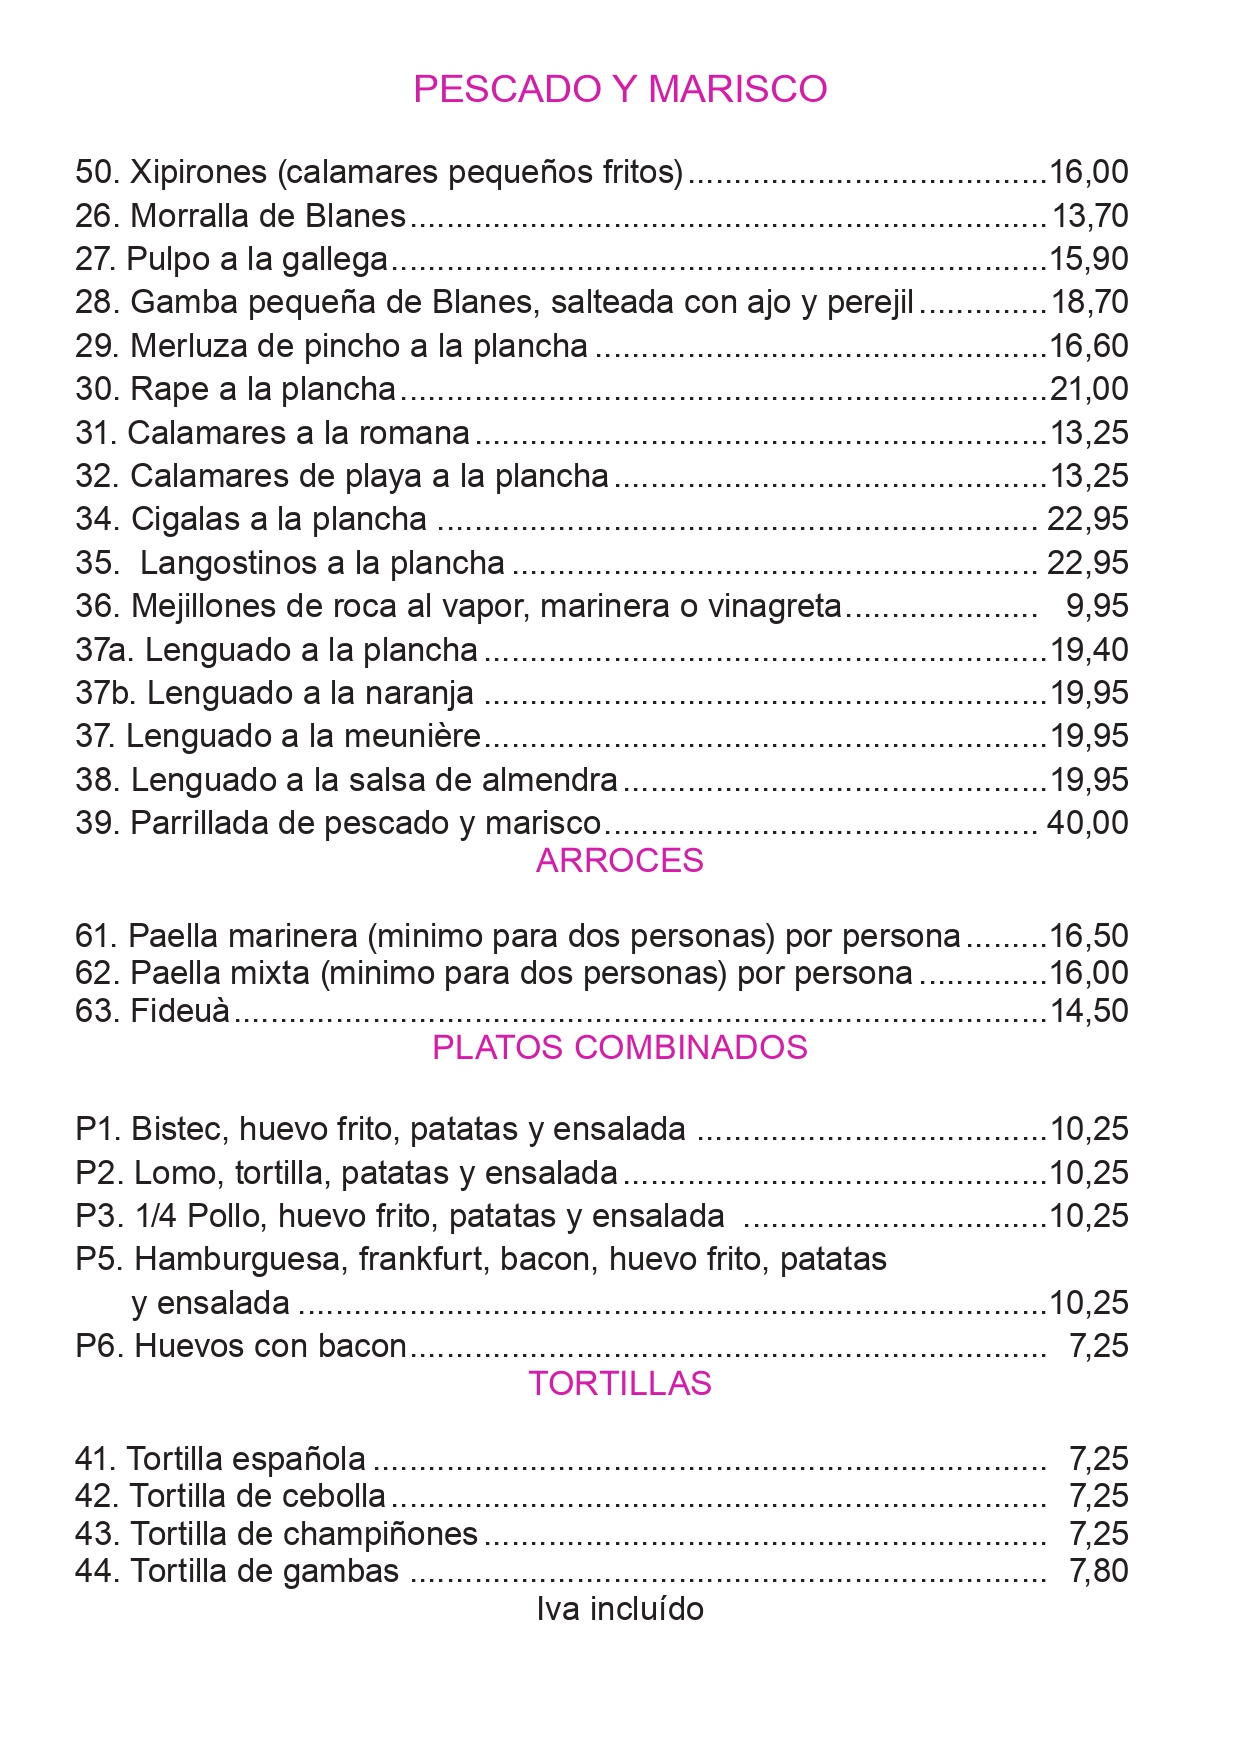 PESCADO Y MARISCO
50. Xipirones (calamares pequeños fritos).......................................16,00
26. Morralla de Blanes.....................................................................13,70
27. Pulpo a la gallega.......................................................................15,90
28. Gamba pequeña de Blanes, salteada con ajo y perejil..............18,70
29. Merluza de pincho a la plancha.................................................16,60
30. Rape a la plancha......................................................................21,00
31. Calamares a la romana..............................................................13,25
32. Calamares de playa a la plancha...............................................13,25
34. Cigalas a la plancha ................................................................. 22,95
35.  Langostinos a la plancha ......................................................... 22,95
36. Mejillones de roca al vapor, marinera o vinagreta.....................   9,95
37a. Lenguado a la plancha.............................................................19,40
37b. Lenguado a la naranja .............................................................19,95
37. Lenguado a la meunière.............................................................19,95
38. Lenguado a la salsa de almendra..............................................19,95
39. Parrillada de pescado y marisco............................................... 40,00
ARROCES
61. Paella marinera (minimo para dos personas) por persona.........16,50
62. Paella mixta (minimo para dos personas) por persona..............16,00
63. Fideuà........................................................................................14,50
PLATOS COMBINADOS
P1. Bistec, huevo frito, patatas y ensalada ......................................10,25
P2. Lomo, tortilla, patatas y ensalada..............................................10,25
P3. 1/4 Pollo, huevo frito, patatas y ensalada  .................................10,25
P5. Hamburguesa, frankfurt, bacon, huevo frito, patatas
y ensalada .................................................................................10,25
P6. Huevos con bacon.....................................................................   7,25
TORTILLAS
41. Tortilla española.........................................................................   7,25
42. Tortilla de cebolla.......................................................................   7,25
43. Tortilla de champiñones.............................................................   7,25
44. Tortilla de gambas .....................................................................   7,80
Iva incluído